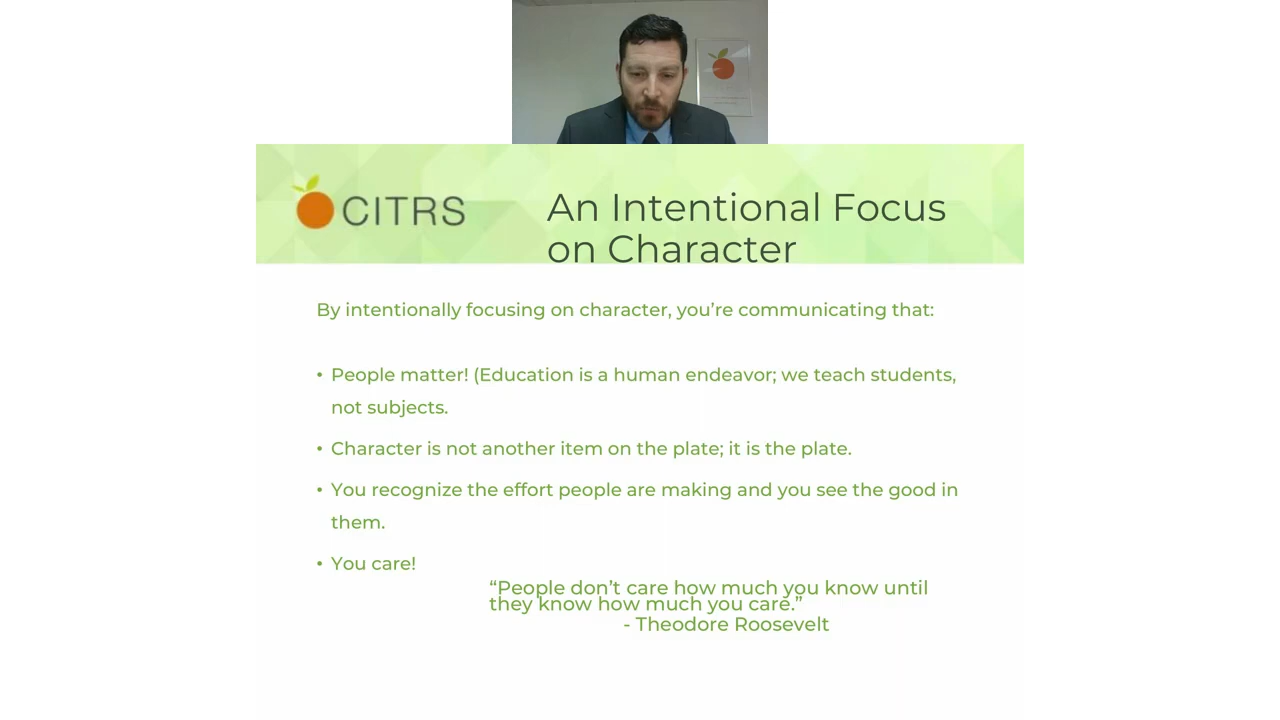 CITRS
An Intentional Focus
on Character
By intentionally focusing on character, you’re communicating that:
• People matter! (Education is a human endeavor; we teach students,
not subjects.
• Character is not another item on the plate; it is the plate.
• You recognize the effort people are making and you see the good in
them.
• You care!
“People don’t care how much you know until
they know how much you care.”
- Theodore Roosevelt